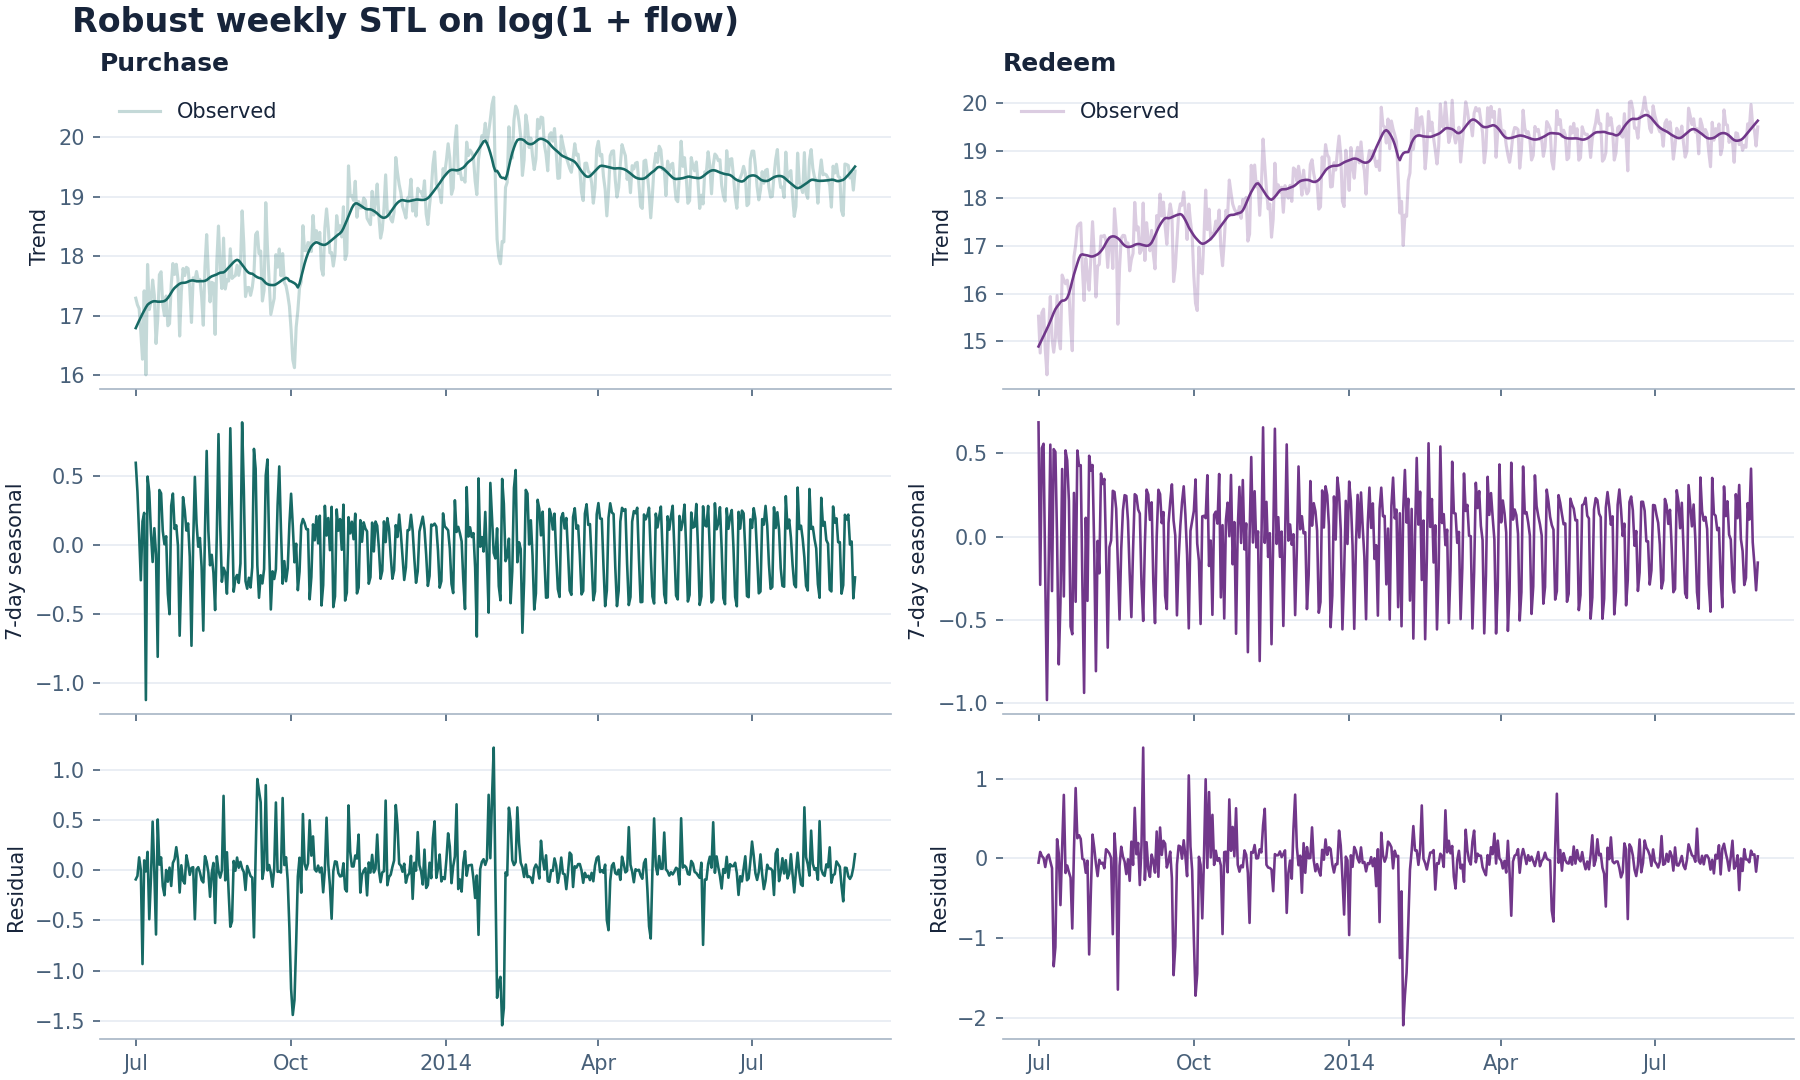 Robust weekly STL on log(1 + flow)
Purchase
Observed
Trend
20
19
18
17
16
7-day seasonal
0.5
0.0
−0.5
−1.0
Residual
1.0
0.5
0.0
−0.5
−1.0
−1.5
Jul Oct 2014 Apr Jul
Redeem
Observed
Trend
20
19
18
17
16
15
7-day seasonal
0.5
0.0
−0.5
−1.0
Residual
1
0
−1
−2
Jul Oct 2014 Apr Jul